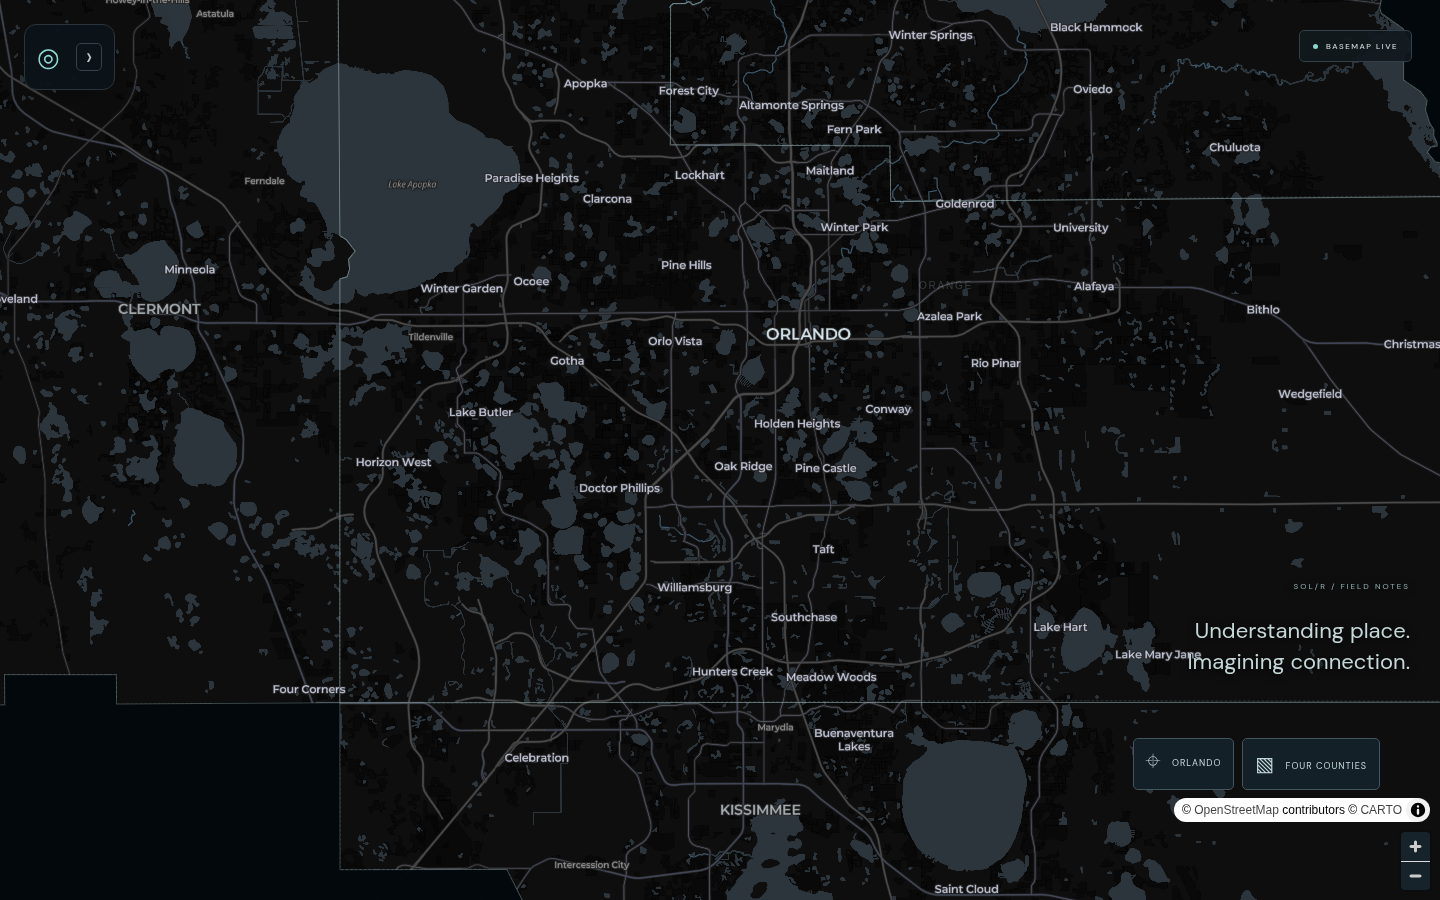 Howey-in-the-Hills
Astatula
Winter Springs
Black Hammock
BASEMAP LIVE
Apopka
Forest City
Altamonte Springs
Oviedo
Fern Park
Chuluota
Ferndale
Lake Apopka
Paradise Heights
Lockhart
Maitland
Clarcona
Goldenrod
Winter Park
University
Minneola
Pine Hills
Winter Garden
Ocoee
ORANGE
Alafaya
veland
CLERMONT
Azalea Park
Bithlo
Tildenville
Orlo Vista
ORLANDO
Christmas
Gotha
Rio Pinar
Wedgefield
Lake Butler
Conway
Holden Heights
Horizon West
Oak Ridge
Pine Castle
Doctor Phillips
Taft
Williamsburg
SOL/R / FIELD NOTES
Southchase
Lake Hart
Understanding place.
Lake Mary Jane
Imagining connection.
Hunters Creek
Meadow Woods
Four Corners
Marydia
Buenaventura
Lakes
Celebration
ORLANDO
FOUR COUNTIES
KISSIMMEE
© OpenStreetMap contributors © CARTO
Intercession City
Saint Cloud